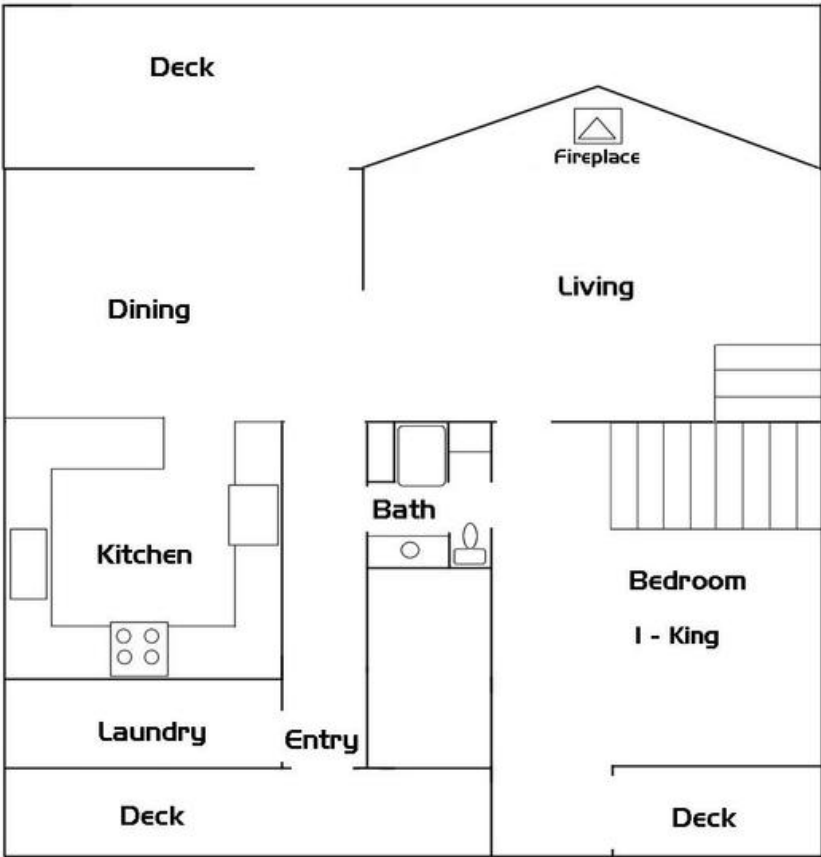 Deck
Fireplace
Living
Dining
Bath
Kitchen
Bedroom
1 - King
Laundry
Entry
Deck
Deck